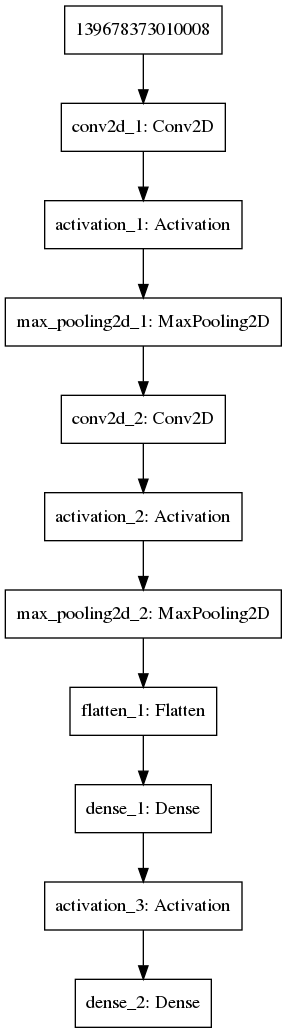 139678373010008
conv2d_1: Conv2D
activation_1: Activation
max_pooling2d_1: MaxPooling2D
conv2d_2: Conv2D
activation_2: Activation
max_pooling2d_2: MaxPooling2D
flatten_1: Flatten
dense_1: Dense
activation_3: Activation
dense_2: Dense